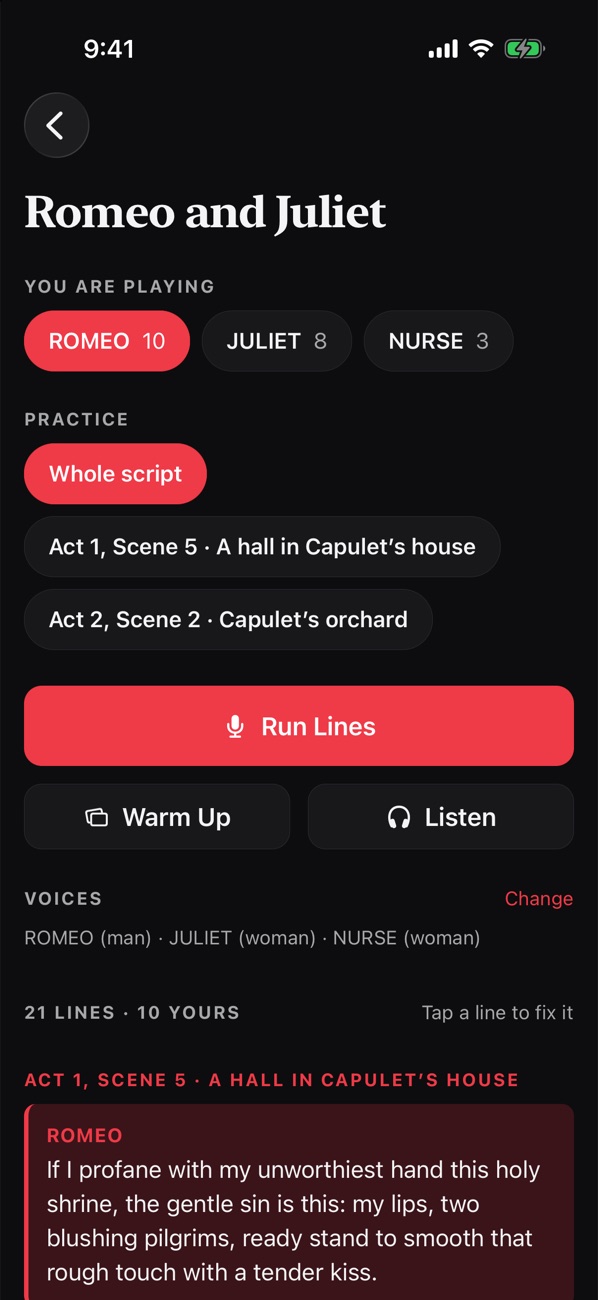 9:41
Romeo and Juliet
YOU ARE PLAYING
ROMEO 10
JULIET 8
NURSE 3
PRACTICE
Whole script
Act 1, Scene 5 · A hall in Capulet’s house
Act 2, Scene 2 · Capulet’s orchard
Run Lines
Warm Up
Listen
VOICES
Change
ROMEO (man) · JULIET (woman) · NURSE (woman)
21 LINES · 10 YOURS
Tap a line to fix it
ACT 1, SCENE 5 · A HALL IN CAPULET’S HOUSE
ROMEO
If I profane with my unworthiest hand this holy
shrine, the gentle sin is this: my lips, two
blushing pilgrims, ready stand to smooth that
rough touch with a tender kiss.